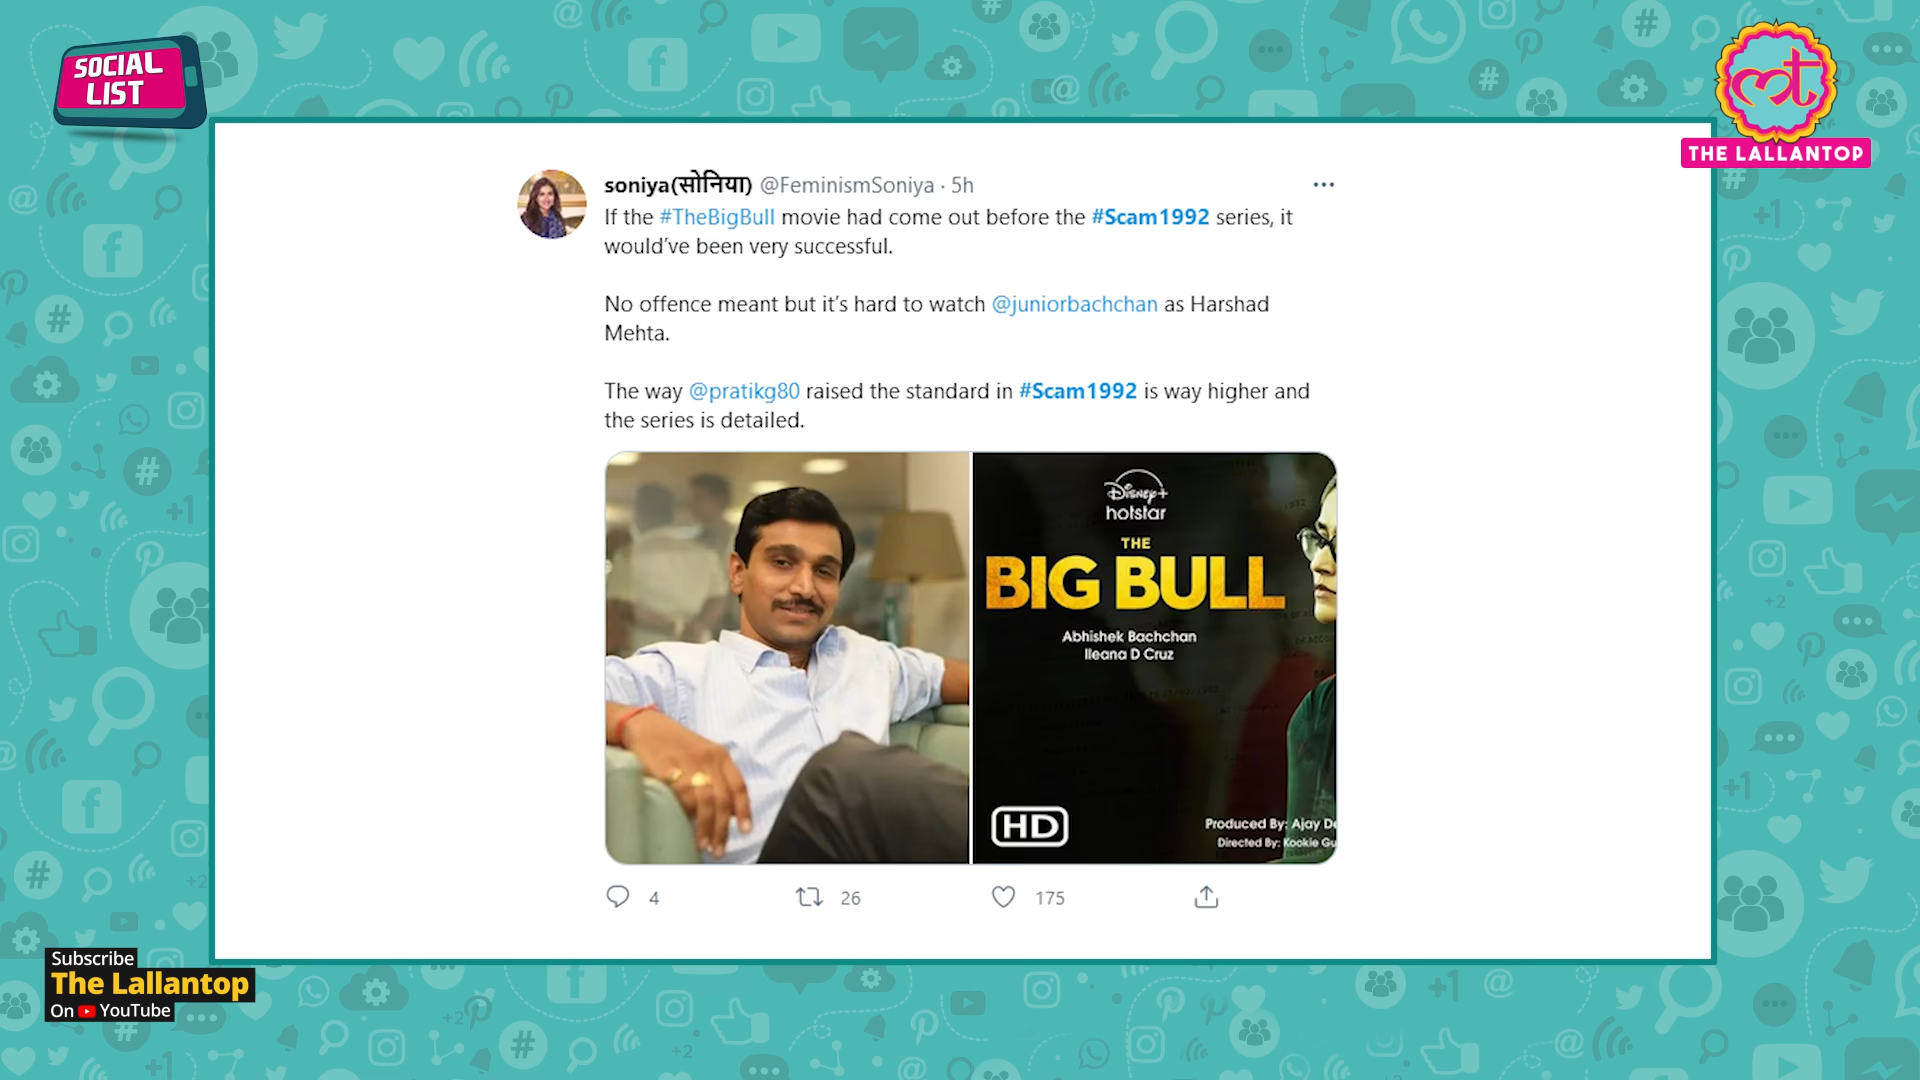 SOCIAL
LIST
मत
THE LALLANTOP
soniya(सोनिया) @FeminismSoniya · 5h
If the #TheBigBull movie had come out before the #Scam1992 series, it
would've been very successful.
No offence meant but it's hard to watch @juniorbachchan as Harshad
Mehta.
The way @pratikg80 raised the standard in #Scam1992 is way higher and
the series is detailed.
Disney+
hotstar
THE
BIG BULL
Abhishek Bachchan
Ileana D Cruz
HD
Produced By: Ajay De
Directed By: Kookie Gu
4
26
175
Subscribe
The Lallantop
On YouTube